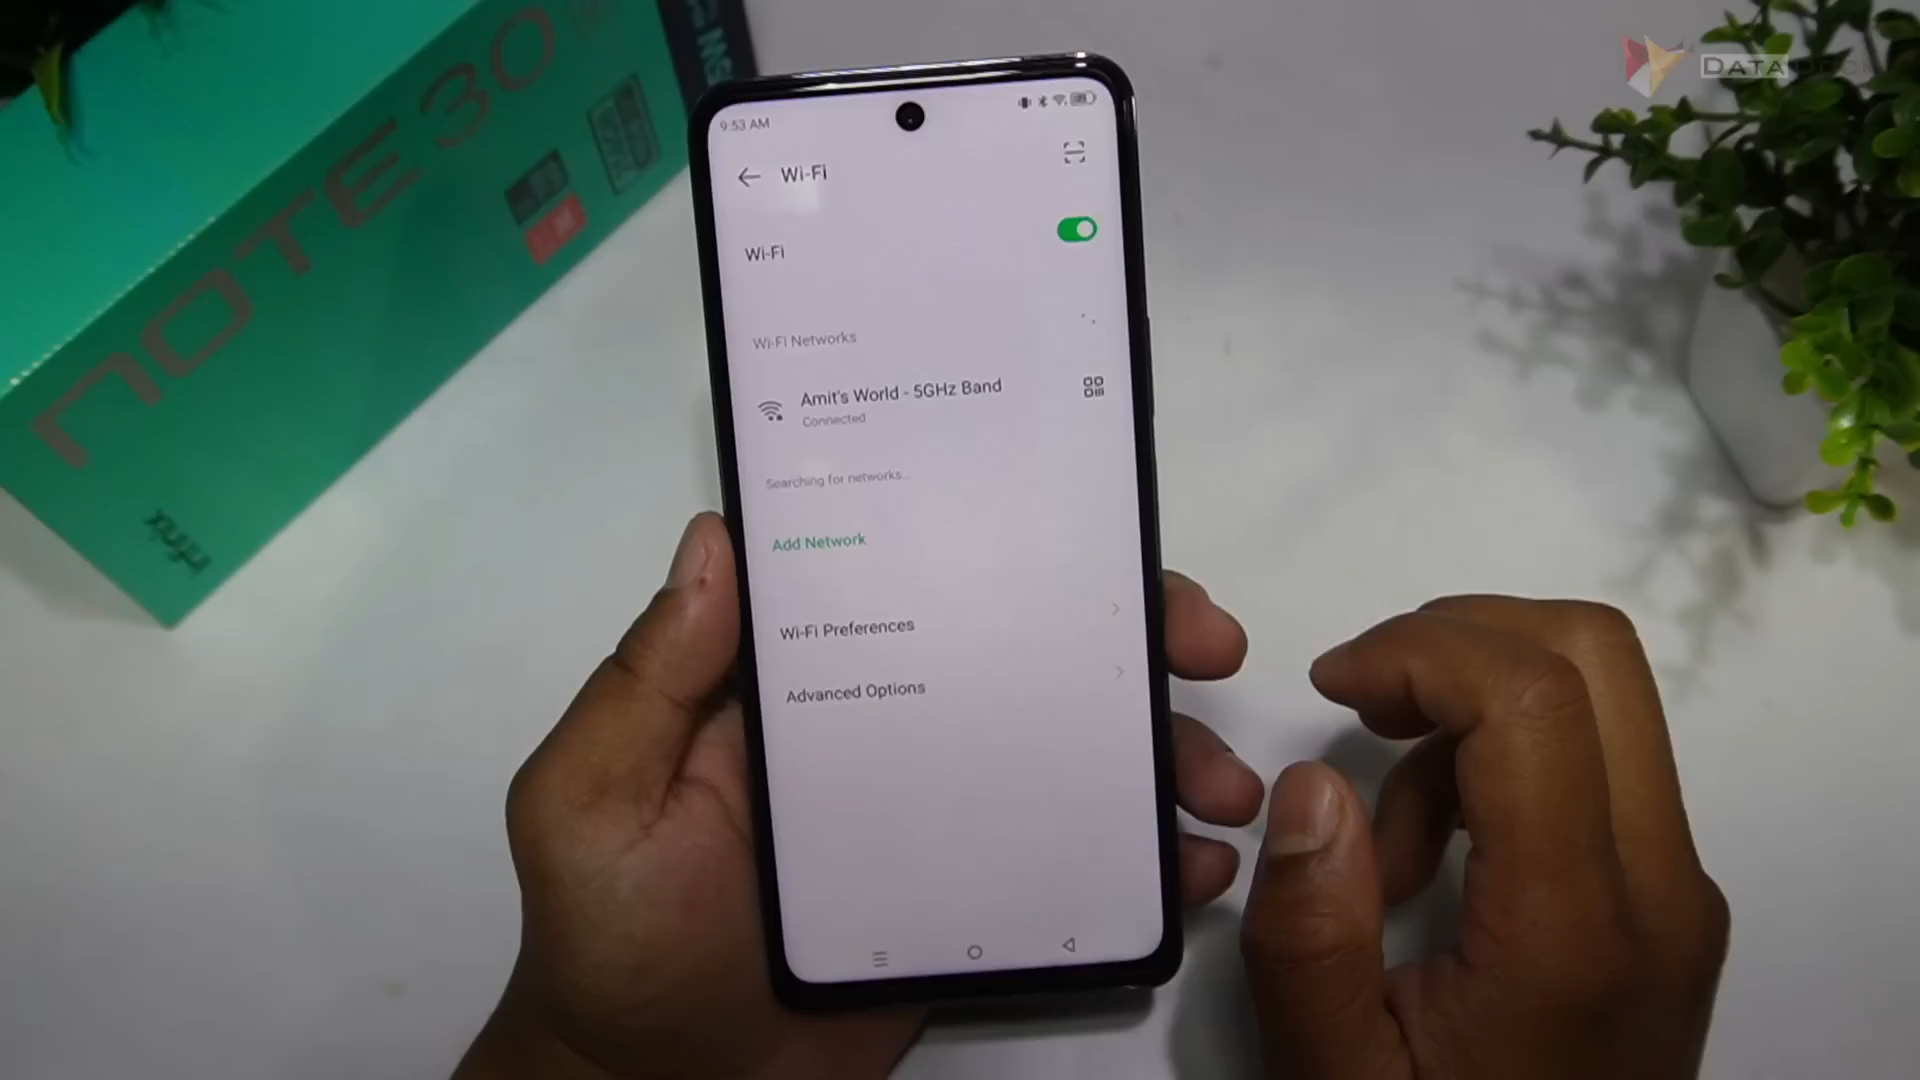 NOTE 30
Infinix
DATA
9:53 AM
Wi-Fi
Wi-Fi
Wi-Fi Networks
Amit's World - 5GHz Band
Connected
Searching for networks...
Add Network
Wi-Fi Preferences
Advanced Options